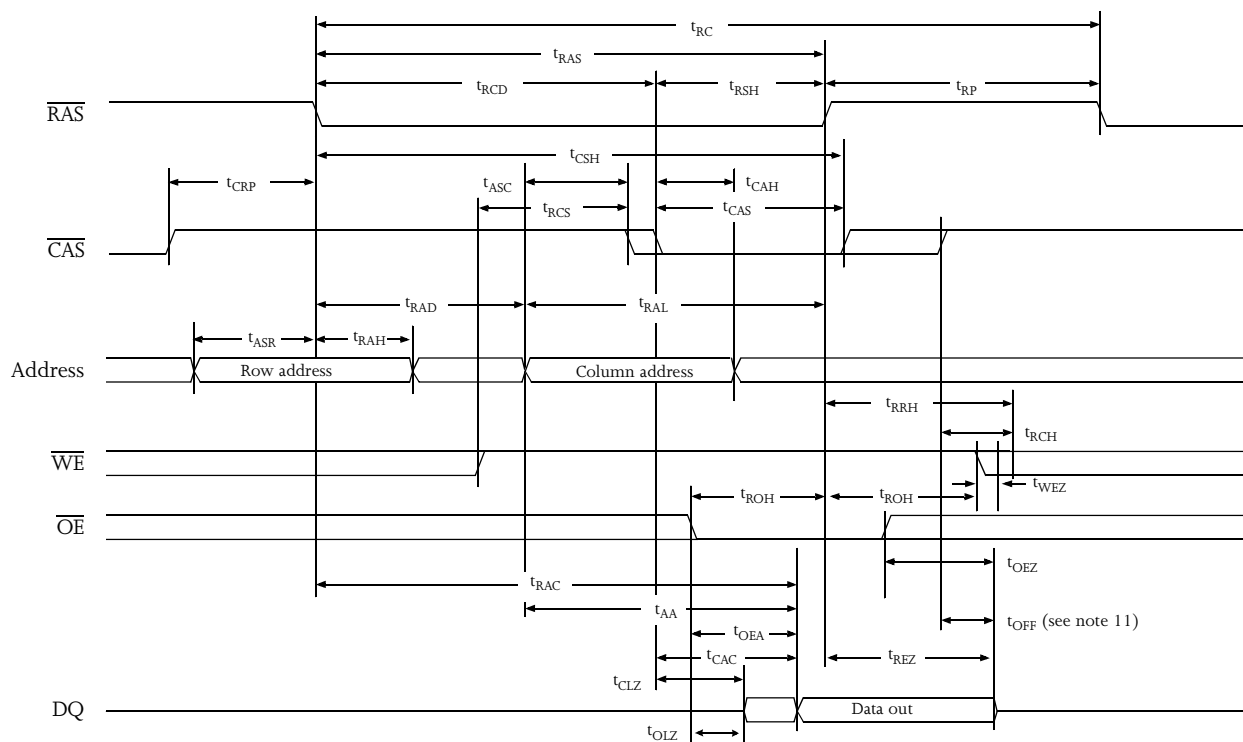 tRC
tRAS
tRCD
tRSH
tRP
RAS
tCSH
tCRP
tASC
tCAH
tRCS
tCAS
CAS
tRAD
tRAL
tASR
tRAH
Address
Row address
Column address
tRRH
tRCH
WE
tWEZ
tROH
tROH
OE
tOEZ
tRAC
tAA
tOFF (see note 11)
tOEA
tCAC
tREZ
tCLZ
DQ
Data out
tOLZ